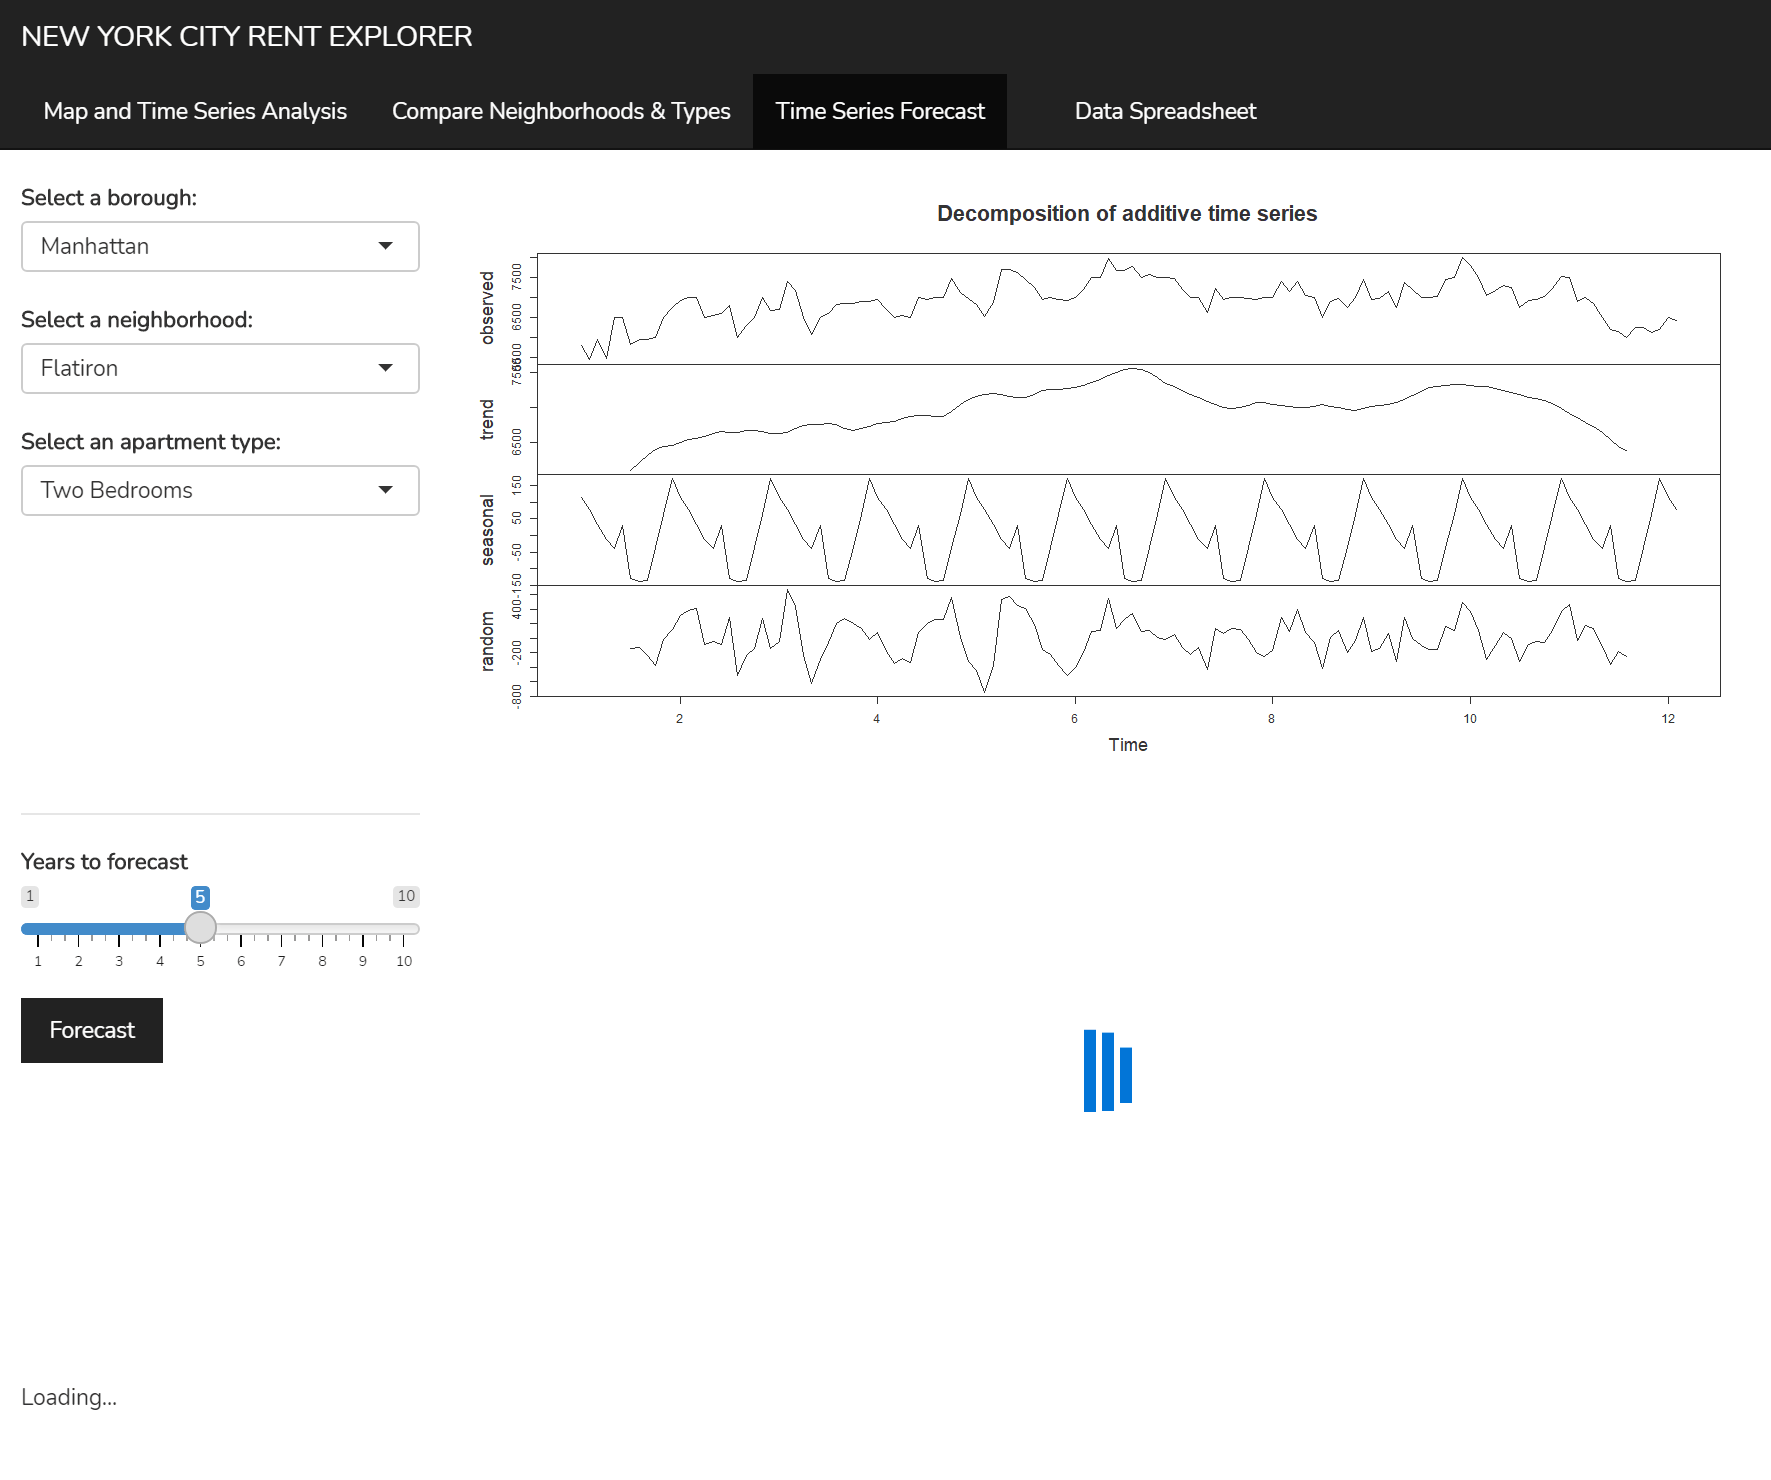 NEW YORK CITY RENT EXPLORER
Map and Time Series Analysis Compare Neighborhoods & Types Time Series Forecast Data Spreadsheet
Select a borough:
Manhattan
Select a neighborhood:
Flatiron
Select an apartment type:
Two Bedrooms
Decomposition of additive time series
observed
7500
6500
5500
trend
7500
6500
seasonal
150
50
-50
-150
random
400
-200
-800
2 4 6 8 10 12
Time
Years to forecast
1 5 10
1 2 3 4 5 6 7 8 9 10
Forecast
Loading...